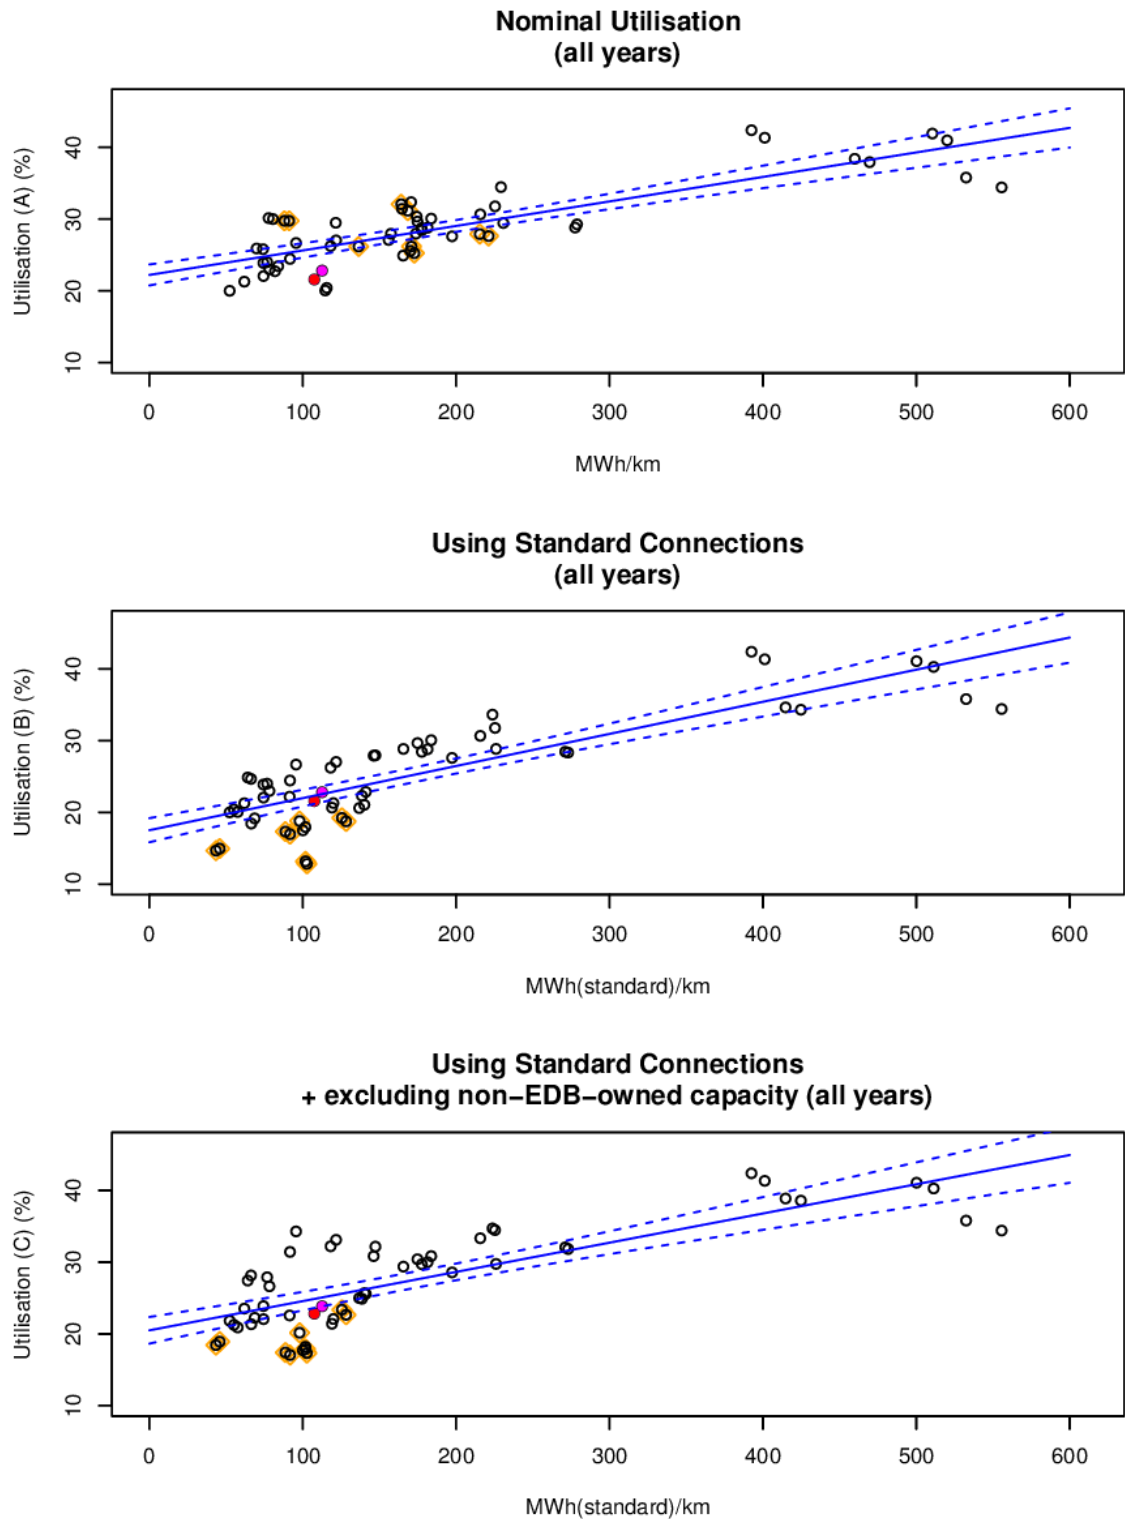 Nominal Utilisation
(all years)
Utilisation (A) (%)
40
30
20
10
0 100 200 300 400 500 600
MWh/km
Using Standard Connections
(all years)
Utilisation (B) (%)
40
30
20
10
0 100 200 300 400 500 600
MWh(standard)/km
Using Standard Connections
+ excluding non−EDB−owned capacity (all years)
Utilisation (C) (%)
40
30
20
10
0 100 200 300 400 500 600
MWh(standard)/km